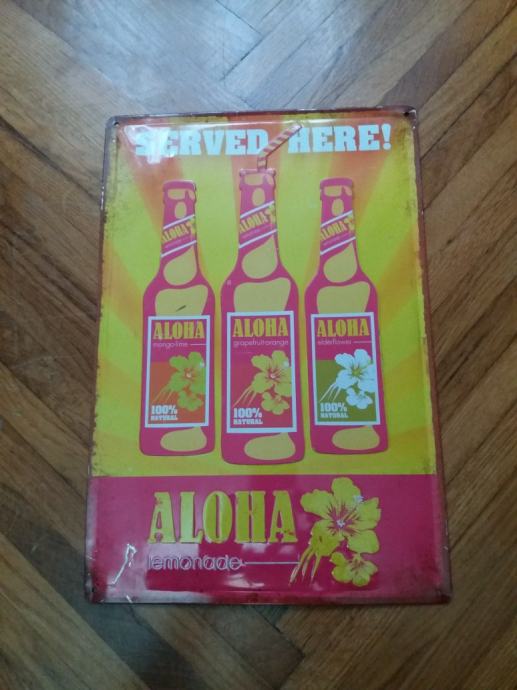 SERVED HERE!
ALOHA
ALOHA
ALOHA
ALOHA
mango-lime
100%
NATURAL
ALOHA
grapefruit-orange
100%
NATURAL
ALOHA
elderflower
100%
NATURAL
ALOHA
lemonade